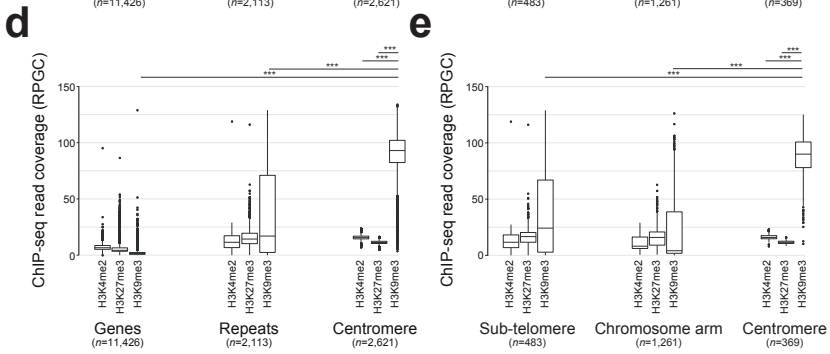 (n=11,426) (n=2,113) (n=2,621) (n=483) (n=1,261) (n=369)
d
ChIP-seq read coverage (RPGC)
150
100
50
0
***
***
***
***
H3K4me2 H3K27me3 H3K9me3 H3K4me2 H3K27me3 H3K9me3 H3K4me2 H3K27me3 H3K9me3
Genes Repeats Centromere
(n=11,426) (n=2,113) (n=2,621)
e
ChIP-seq read coverage (RPGC)
150
100
50
0
***
***
***
***
H3K4me2 H3K27me3 H3K9me3 H3K4me2 H3K27me3 H3K9me3 H3K4me2 H3K27me3 H3K9me3
Sub-telomere Chromosome arm Centromere
(n=483) (n=1,261) (n=369)